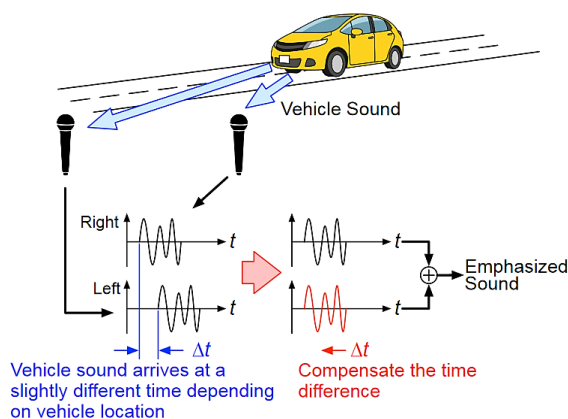 Vehicle Sound
Right
t
t
Left
t
t
Emphasized
Sound
Δt
Δt
Vehicle sound arrives at a
slightly different time depending
on vehicle location
Compensate the time
difference